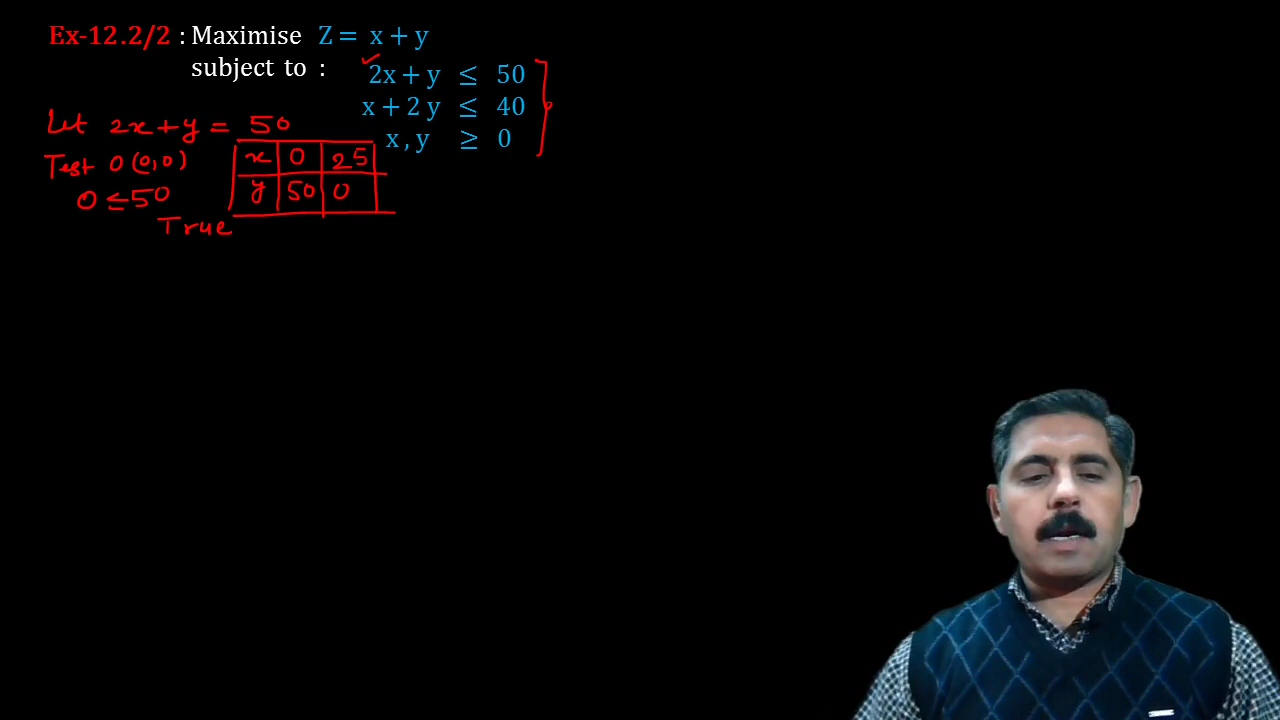 Ex-12.2/2 : Maximise Z = x + y
subject to :
2x + y ≤ 50
x + 2 y ≤ 40
x , y ≥ 0
Let 2x + y = 50
Test O (0,0)
0 ≤ 50
True
x 0 25
y 50 0